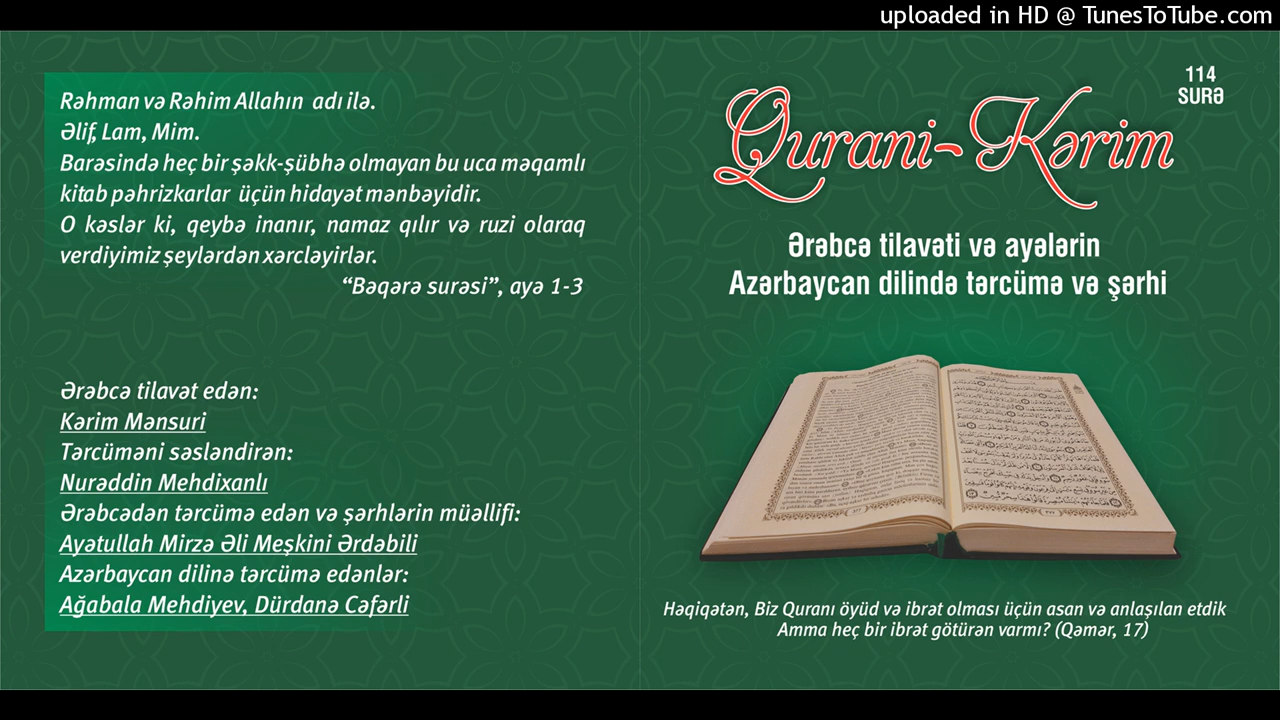 uploaded in HD @ TunesToTube.com
Rəhman və Rəhim Allahın adı ilə.
Əlif, Lam, Mim.
Barəsində heç bir şəkk-şübhə olmayan bu uca məqamlı
kitab pəhrizkarlar üçün hidayət mənbəyidir.
O kəslər ki, qeybə inanır, namaz qılır və ruzi olaraq
verdiyimiz şeylərdən xərcləyirlər.
“Bəqərə surəsi”, ayə 1-3
Ərəbcə tilavət edən:
Kərim Mənsuri
Tərcüməni səsləndirən:
Nurəddin Mehdixanlı
Ərəbcədən tərcümə edən və şərhlərin müəllifi:
Ayətullah Mirzə Əli Meşkini Ərdəbili
Azərbaycan dilinə tərcümə edənlər:
Ağabala Mehdiyev, Dürdanə Cəfərli
114
SURƏ
Qurani-Kərim
Ərəbcə tilavəti və ayələrin
Azərbaycan dilində tərcümə və şərhi
Həqiqətən, Biz Quranı öyüd və ibrət olması üçün asan və anlaşılan etdik
Amma heç bir ibrət götürən varmı? (Qəmər, 17)